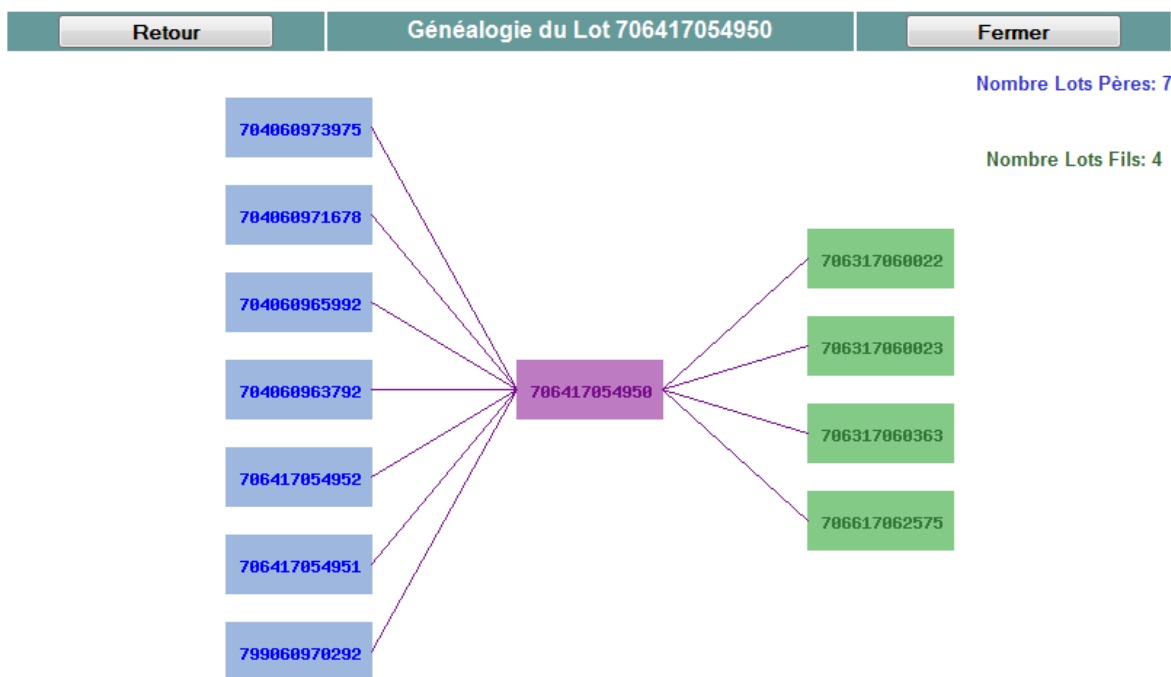 Retour
Généalogie du Lot 706417054950
Fermer
Nombre Lots Pères: 7
Nombre Lots Fils: 4
704060973975
704060971678
704060965992
704060963792
706417054952
706417054951
799060970292
706417054950
706317060022
706317060023
706317060363
706617062575